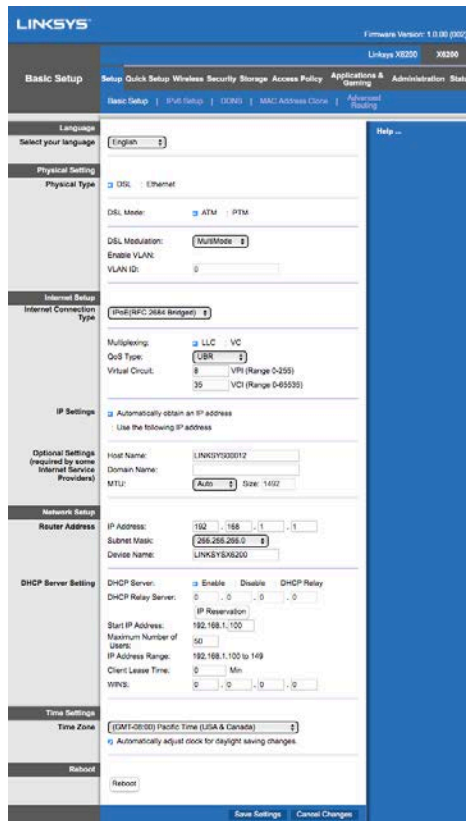 LINKSYS
Firmware Version: 1.0.00 (002)
Linksys X6200 X6200
Basic Setup
Setup Quick Setup Wireless Security Storage Access Policy Applications & Gaming Administration Stat
Basic Setup | IPv6 Setup | DDNS | MAC Address Clone | Advanced Routing
Language
Help ...
Select your language English
Physical Setting
Physical Type DSL Ethernet
DSL Mode: ATM PTM
DSL Modulation: MultiMode
Enable VLAN:
VLAN ID: 0
Internet Setup
Internet Connection Type IPoE(RFC 2684 Bridged)
Multiplexing: LLC VC
QoS Type: UBR
Virtual Circuit: 8 VPI (Range 0-255)
35 VCI (Range 0-65535)
IP Settings Automatically obtain an IP address
Use the following IP address
Optional Settings (required by some Internet Service Providers)
Host Name: LINKSYS00012
Domain Name:
MTU: Auto Size: 1492
Network Setup
Router Address IP Address: 192 . 168 . 1 . 1
Subnet Mask: 255.255.255.0
Device Name: LINKSYSX6200
DHCP Server Setting DHCP Server: Enable Disable DHCP Relay
DHCP Relay Server: 0 . 0 . 0 . 0
IP Reservation
Start IP Address: 192.168.1. 100
Maximum Number of Users: 50
IP Address Range: 192.168.1.100 to 149
Client Lease Time: 0 Min
WINS: 0 . 0 . 0 . 0
Time Settings
Time Zone (GMT-08:00) Pacific Time (USA & Canada)
Automatically adjust clock for daylight saving changes.
Reboot
Reboot
Save Settings Cancel Changes